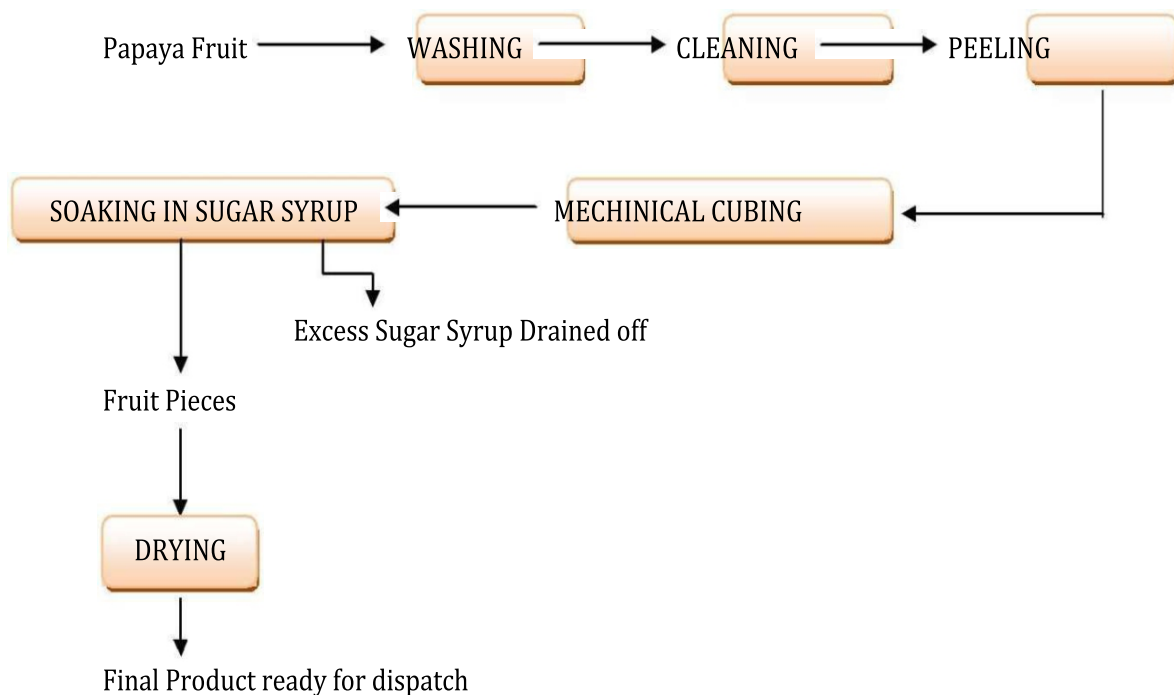 Papaya Fruit WASHING CLEANING PEELING
SOAKING IN SUGAR SYRUP MECHINICAL CUBING
Excess Sugar Syrup Drained off
Fruit Pieces
DRYING
Final Product ready for dispatch